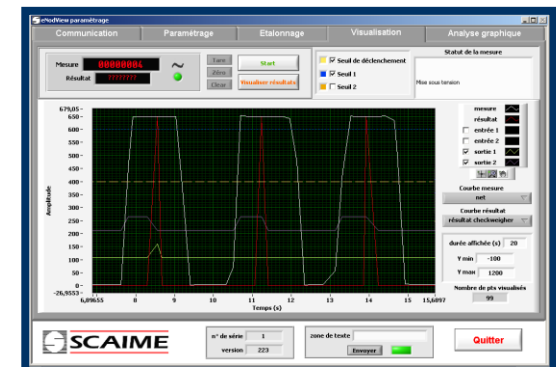 eNodView paramétrage
Communication Paramétrage Etalonnage Visualisation Analyse graphique
Mesure 00000084
Résultat ????????
Tare
Zéro
Clear
Start
Visualiser résultats
Seuil de déclenchement
Seuil 1
Seuil 2
Statut de la mesure
Mise sous tension
Amplitude
679,05
650
600
550
500
450
400
350
300
250
200
150
100
50
0
-26,9553
6,09655 8 9 10 11 12 13 14 15 15,6097
Temps (s)
mesure
résultat
entrée 1
entrée 2
sortie 1
sortie 2
Courbe mesure
net
Courbe résultat
résultat checkweigher
durée affichée (s) 20
Y min -100
Y max 1200
Nombre de pts visualisés
99
SCAIME
n° de série 1
version 223
zone de texte
Envoyer
Quitter